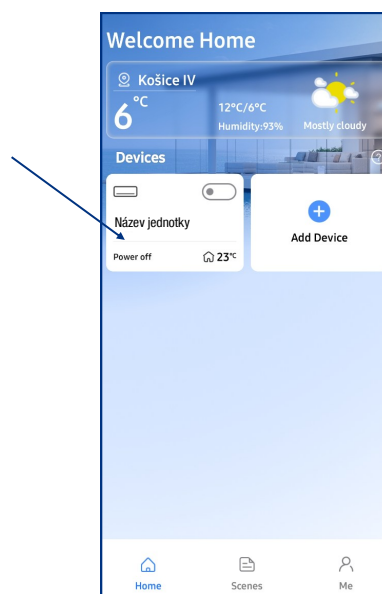 Welcome Home
Košice IV
6°C
12°C/6°C
Humidity:93%
Mostly cloudy
Devices
Název jednotky
Power off
23°C
Add Device
Home
Scenes
Me